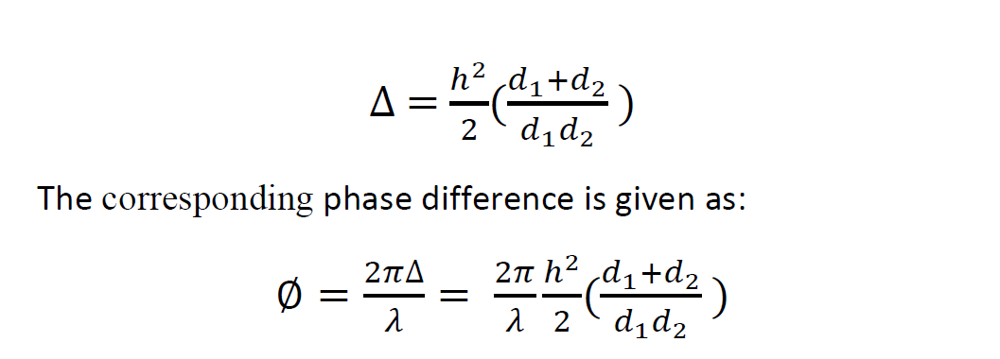 Δ = h²/2 (d₁+d₂ / d₁d₂)
The corresponding phase difference is given as:
∅ = 2πΔ/λ = 2π/λ h²/2 (d₁+d₂ / d₁d₂)